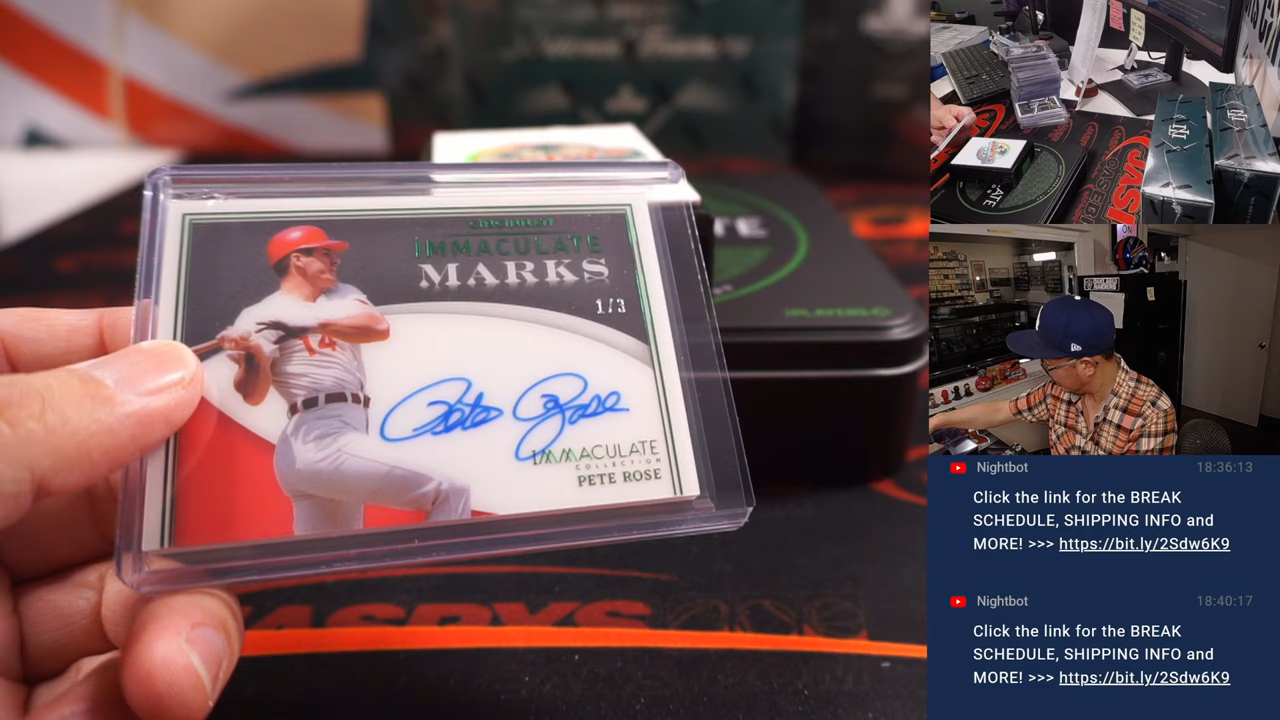 IMMACULATE
MARKS
1/3
14
Pete Rose
IMMACULATE
COLLECTION
PETE ROSE
Nightbot
18:36:13
Click the link for the BREAK
SCHEDULE, SHIPPING INFO and
MORE! >>> https://bit.ly/2Sdw6K9
Nightbot
18:40:17
Click the link for the BREAK
SCHEDULE, SHIPPING INFO and
MORE! >>> https://bit.ly/2Sdw6K9